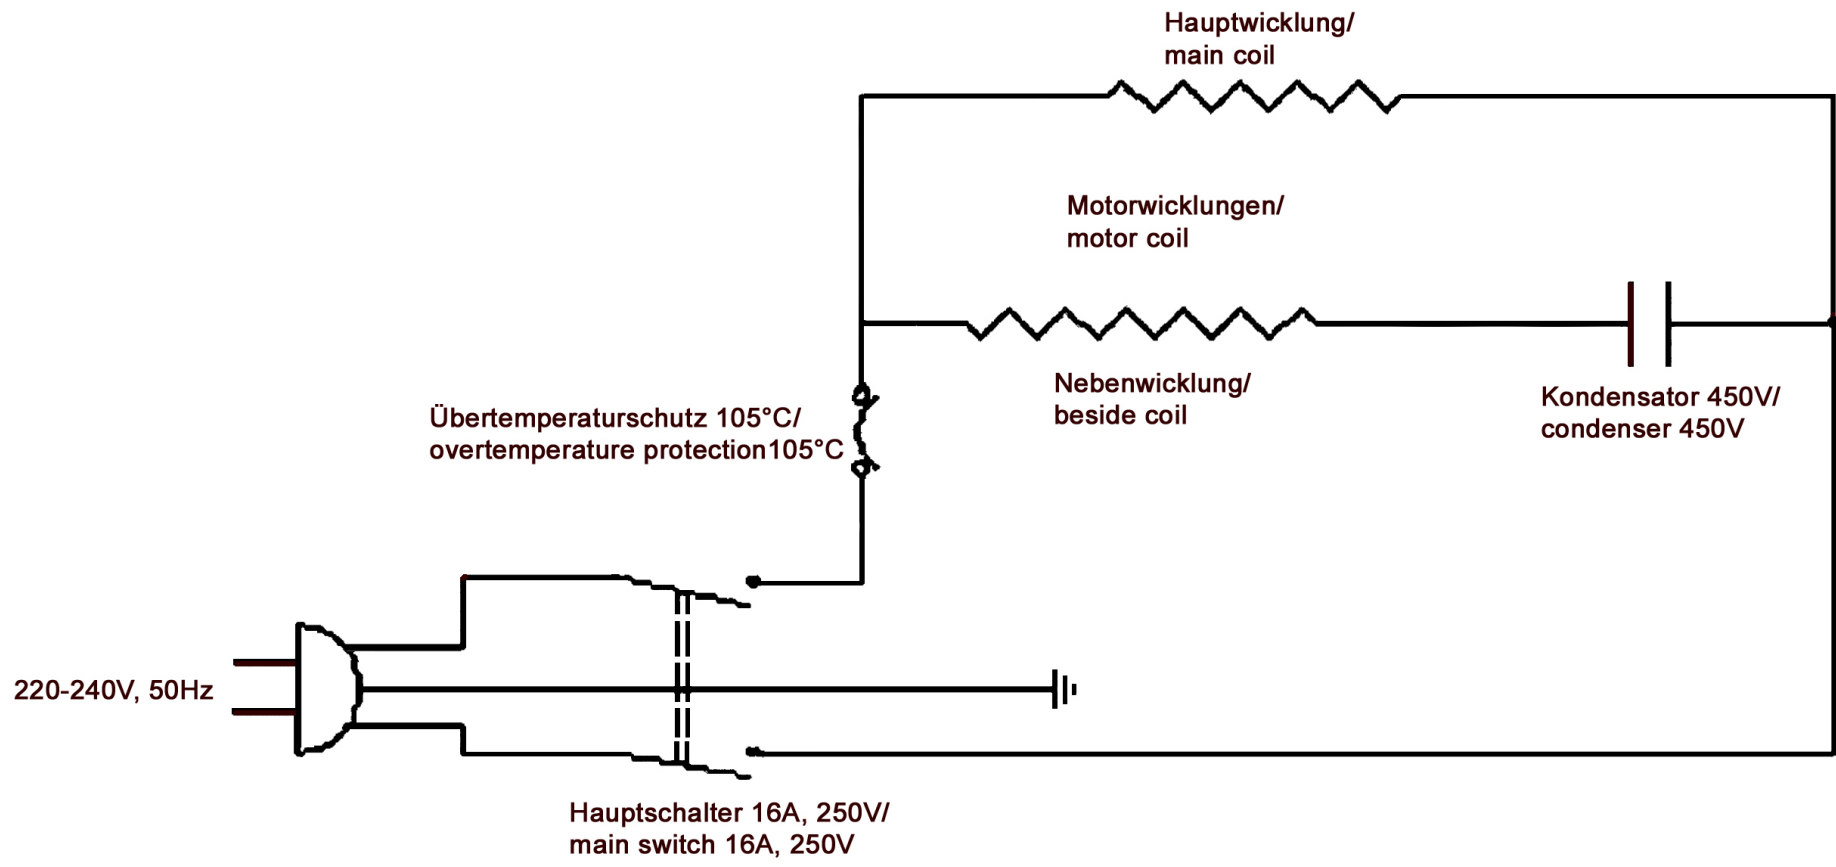 Hauptwicklung/
main coil
Motorwicklungen/
motor coil
Nebenwicklung/
beside coil
Kondensator 450V/
condenser 450V
Übertemperaturschutz 105°C/
overtemperature protection105°C
220-240V, 50Hz
Hauptschalter 16A, 250V/
main switch 16A, 250V